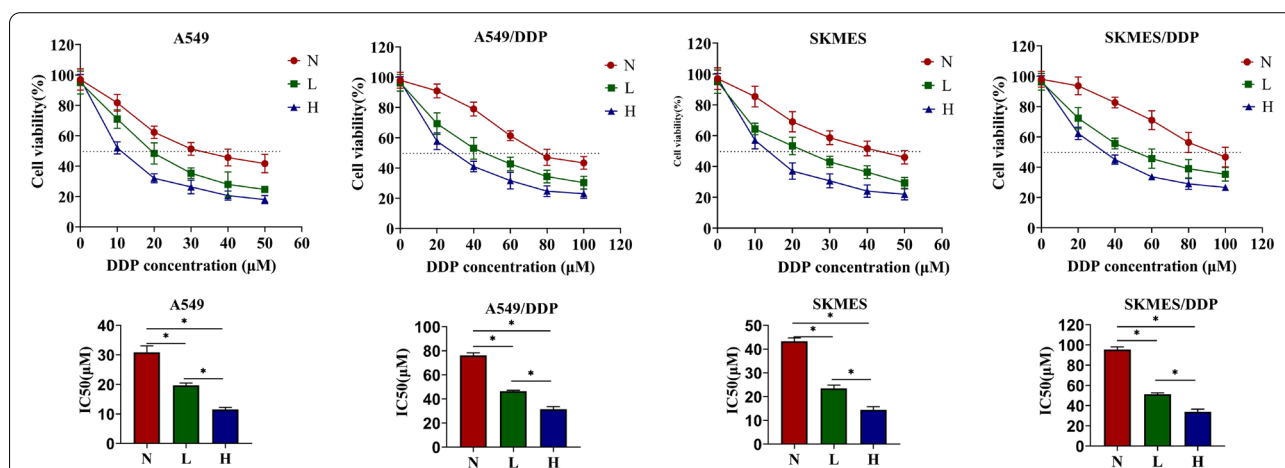 A549
Cell viability(%)
120
100
80
60
40
20
0
0 10 20 30 40 50 60
DDP concentration (μM)
N
L
H
A549/DDP
Cell viability(%)
120
100
80
60
40
20
0
0 20 40 60 80 100 120
DDP concentration (μM)
N
L
H
SKMES
Cell viability(%)
120
100
80
60
40
20
0
0 10 20 30 40 50 60
DDP concentration (μM)
N
L
H
SKMES/DDP
Cell viability(%)
120
100
80
60
40
20
0
0 20 40 60 80 100 120
DDP concentration (μM)
N
L
H
A549
IC50(μM)
40
30
20
10
0
*
* *
N L H
A549/DDP
IC50(μM)
100
80
60
40
20
0
*
* *
N L H
SKMES
IC50(μM)
50
40
30
20
10
0
*
* *
N L H
SKMES/DDP
IC50(μM)
120
100
80
60
40
20
0
*
* *
N L H